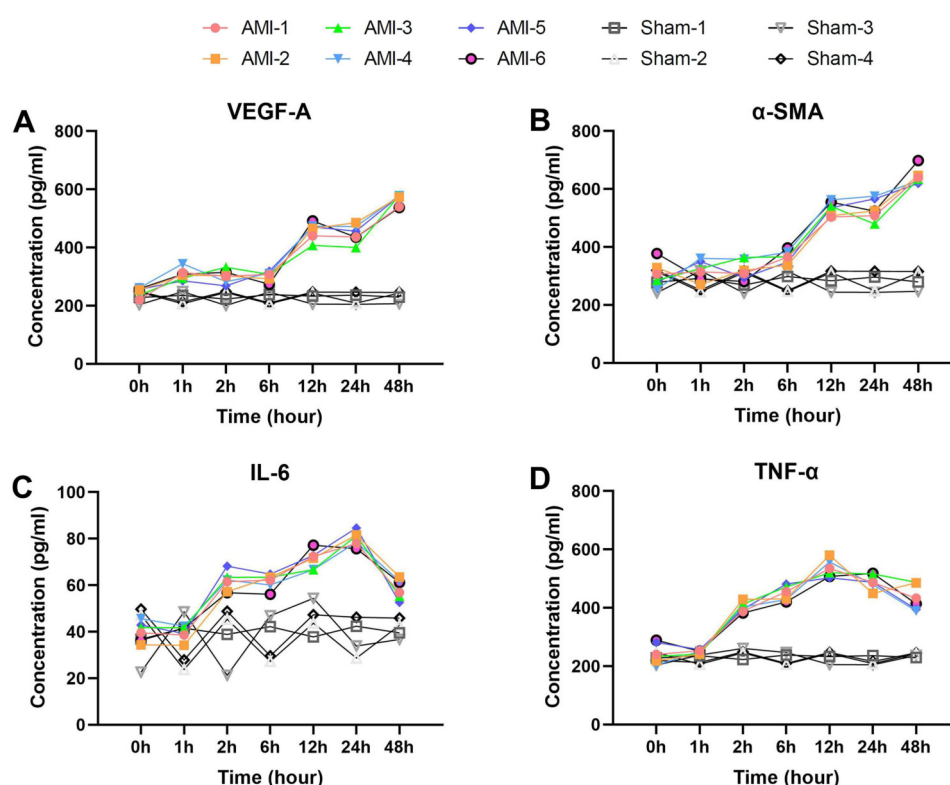 AMI-1 AMI-3 AMI-5 Sham-1 Sham-3
AMI-2 AMI-4 AMI-6 Sham-2 Sham-4
A
VEGF-A
Concentration (pg/ml)
800
600
400
200
0
0h 1h 2h 6h 12h 24h 48h
Time (hour)
B
α-SMA
Concentration (pg/ml)
800
600
400
200
0
0h 1h 2h 6h 12h 24h 48h
Time (hour)
C
IL-6
Concentration (pg/ml)
100
80
60
40
20
0
0h 1h 2h 6h 12h 24h 48h
Time (hour)
D
TNF-α
Concentration (pg/ml)
800
600
400
200
0
0h 1h 2h 6h 12h 24h 48h
Time (hour)